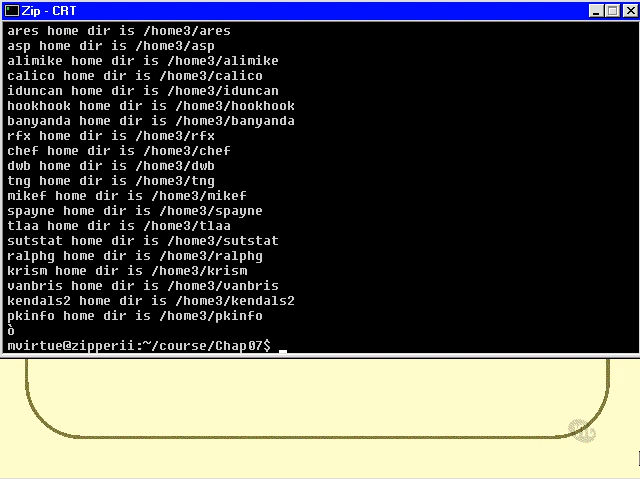 Zip - CRT
ares home dir is /home3/ares
asp home dir is /home3/asp
alimike home dir is /home3/alimike
calico home dir is /home3/calico
iduncan home dir is /home3/iduncan
hookhook home dir is /home3/hookhook
banyanda home dir is /home3/banyanda
rfx home dir is /home3/rfx
chef home dir is /home3/chef
dwb home dir is /home3/dwb
tng home dir is /home3/tng
mikef home dir is /home3/mikef
spayne home dir is /home3/spayne
tlaa home dir is /home3/tlaa
sutstat home dir is /home3/sutstat
ralphg home dir is /home3/ralphg
krism home dir is /home3/krism
vanbris home dir is /home3/vanbris
kendals2 home dir is /home3/kendals2
pkinfo home dir is /home3/pkinfo
ò
mvirtue@zipperii:~/course/Chap07$ _